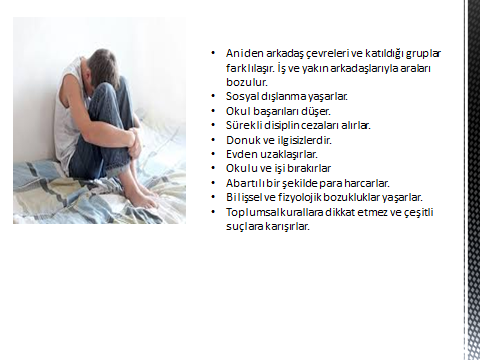 • Aniden arkadaş çevreleri ve katıldığı gruplar
farklılaşır. İş ve yakın arkadaşlarıyla araları
bozulur.
• Sosyal dışlanma yaşarlar.
• Okul başarıları düşer.
• Sürekli disiplin cezaları alırlar.
• Donuk ve ilgisizlerdir.
• Evden uzaklaşırlar.
• Okulu ve işi bırakırlar
• Abartılı bir şekilde para harcarlar.
• Bilişsel ve fizyolojik bozukluklar yaşarlar.
• Toplumsal kurallara dikkat etmez ve çeşitli
suçlara karışırlar.